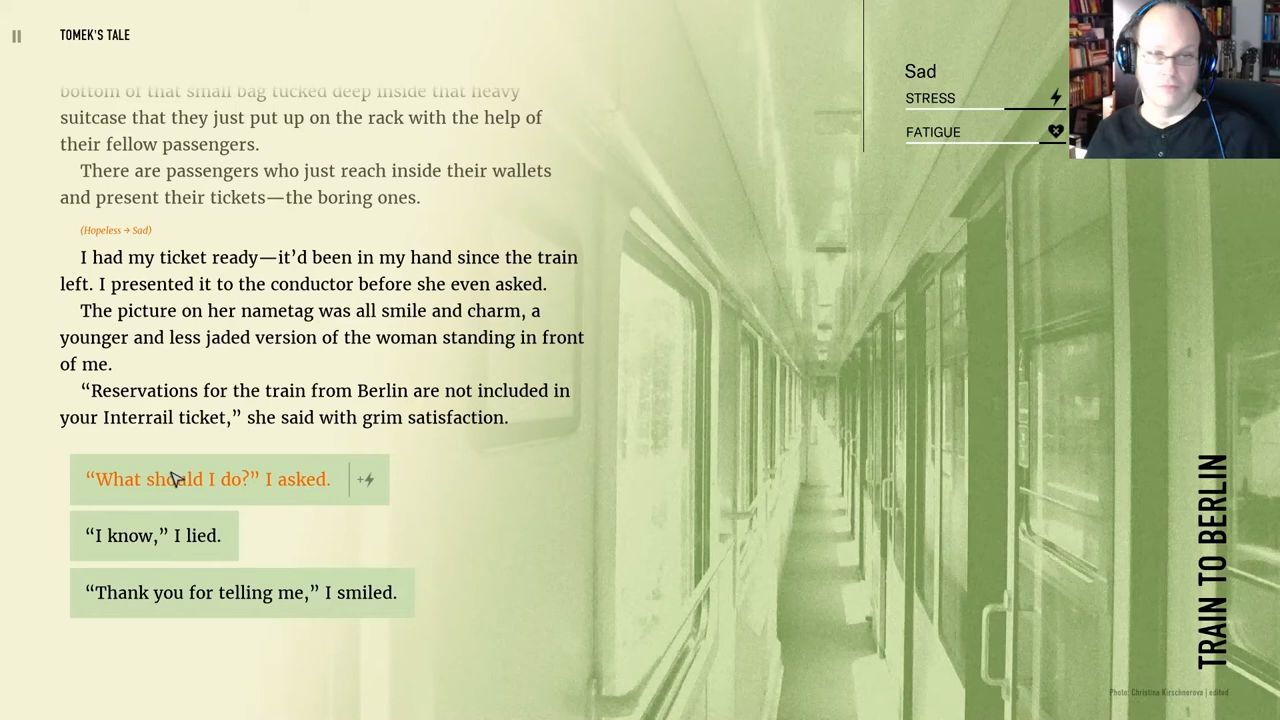 TOMEK'S TALE
bottom of that small bag tucked deep inside that heavy
suitcase that they just put up on the rack with the help of
their fellow passengers.
There are passengers who just reach inside their wallets
and present their tickets—the boring ones.
(Hopeless → Sad)
I had my ticket ready—it’d been in my hand since the train
left. I presented it to the conductor before she even asked.
The picture on her nametag was all smile and charm, a
younger and less jaded version of the woman standing in front
of me.
“Reservations for the train from Berlin are not included in
your Interrail ticket,” she said with grim satisfaction.
“What should I do?” I asked.
“I know,” I lied.
“Thank you for telling me,” I smiled.
Sad
STRESS
FATIGUE
TRAIN TO BERLIN
Photo: Christina Kirschnerova | edited